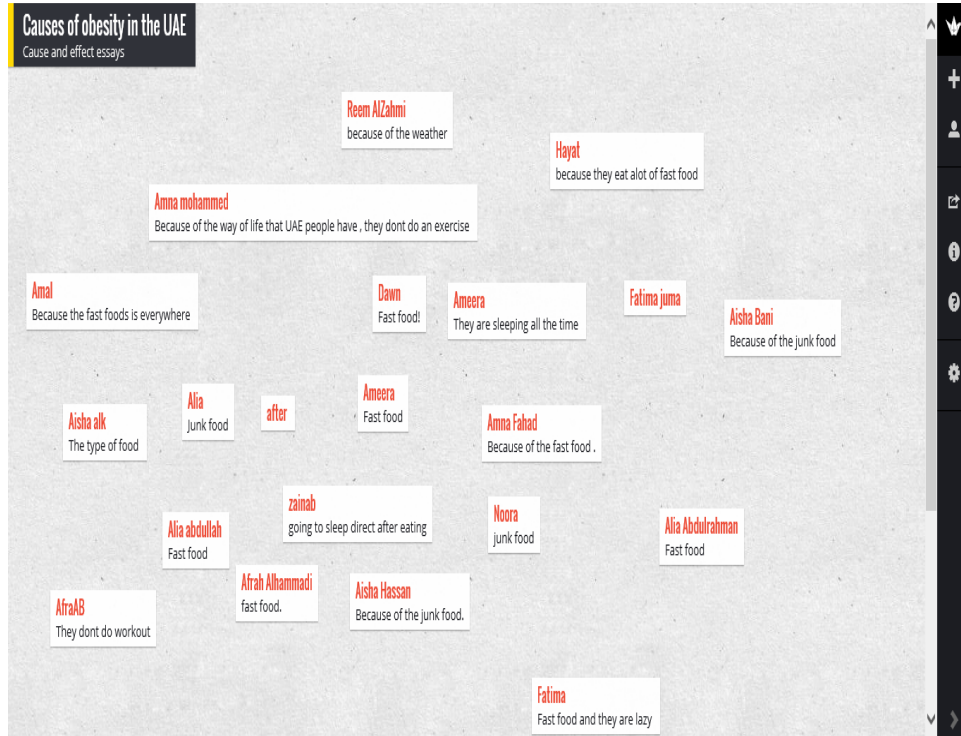 Causes of obesity in the UAE
Cause and effect essays
Reem AlZahmi
because of the weather
Hayat
because they eat alot of fast food
Amna mohammed
Because of the way of life that UAE people have , they dont do an exercise
Amal
Because the fast foods is everywhere
Dawn
Fast food!
Ameera
They are sleeping all the time
Fatima juma
Aisha Bani
Because of the junk food
Aisha alk
The type of food
Alia
Junk food
after
Ameera
Fast food
Amna Fahad
Because of the fast food .
Alia abdullah
Fast food
zainab
going to sleep direct after eating
Noora
junk food
Alia Abdulrahman
Fast food
AfraAB
They dont do workout
Afrah Alhammadi
fast food.
Aisha Hassan
Because of the junk food.
Fatima
Fast food and they are lazy